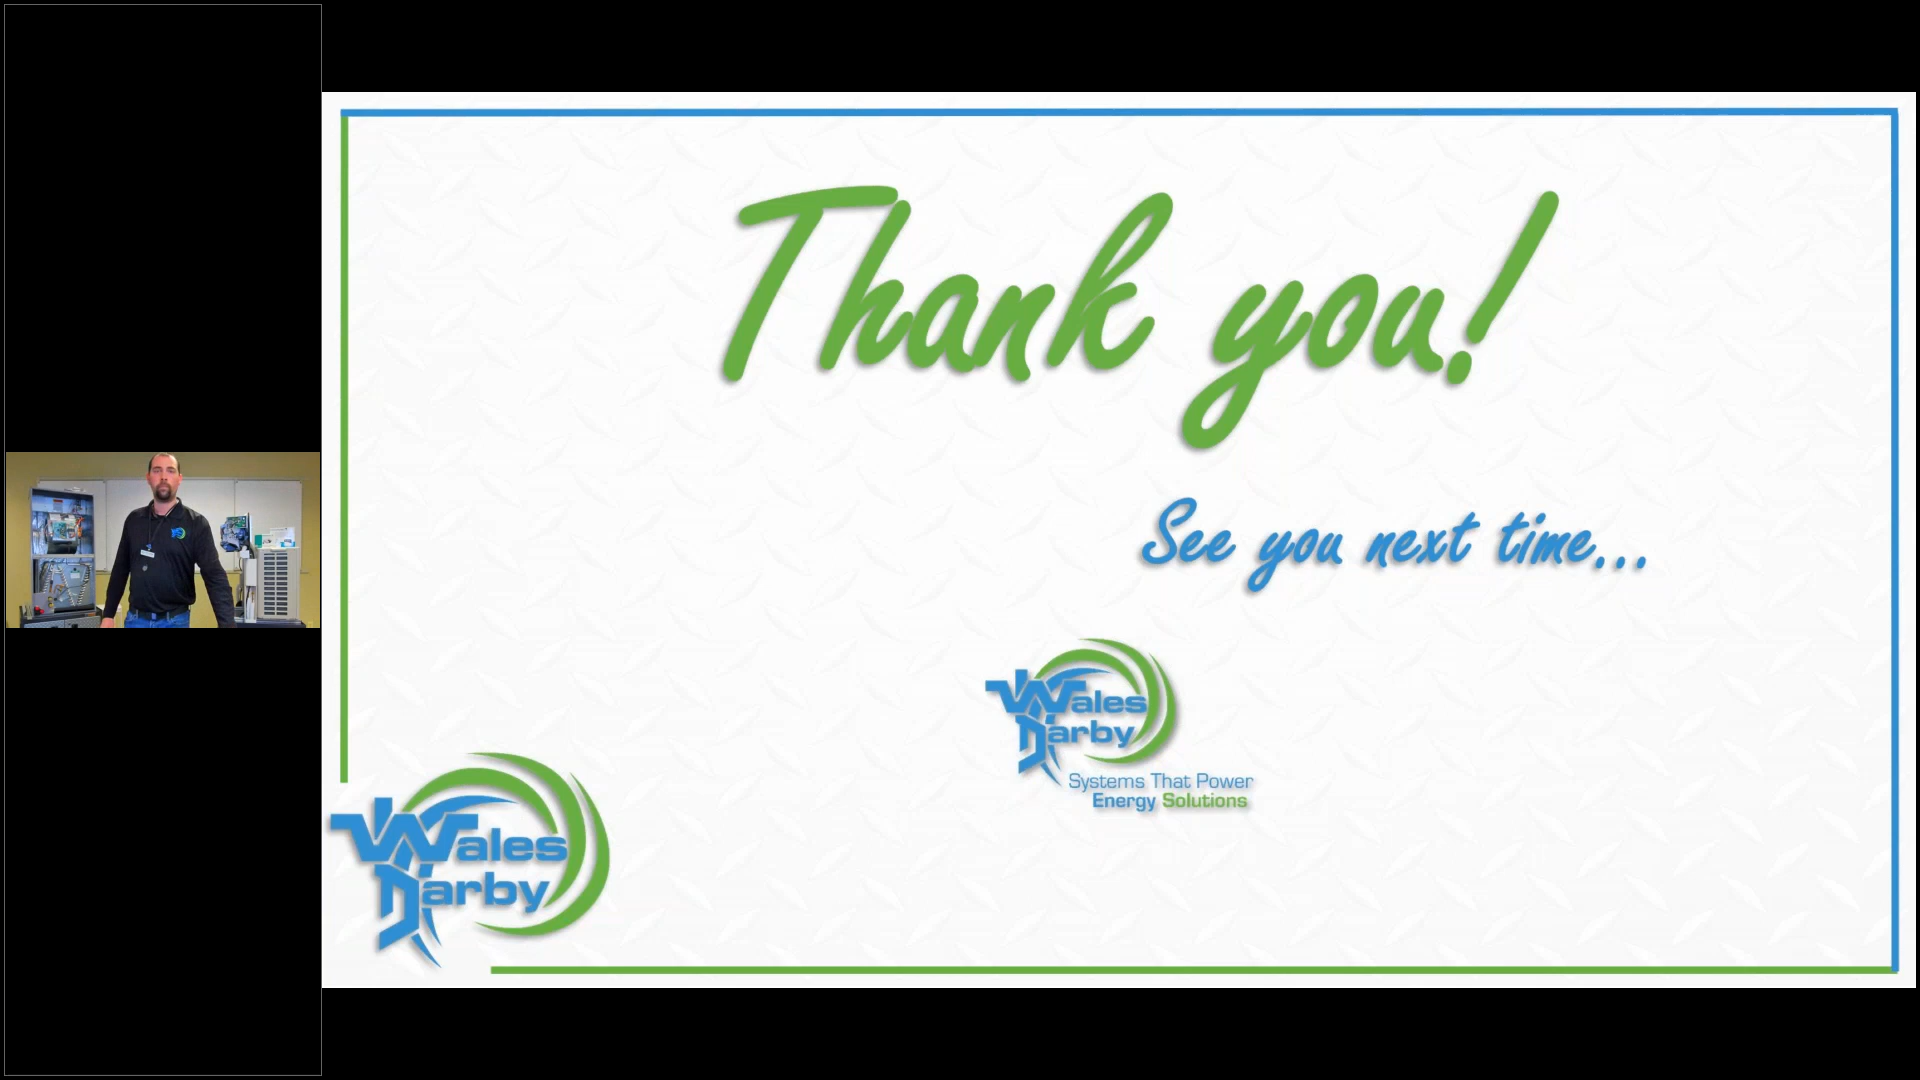 Thank you!
See you next time...
Wales
Darby
Systems That Power
Energy Solutions
Wales
Darby